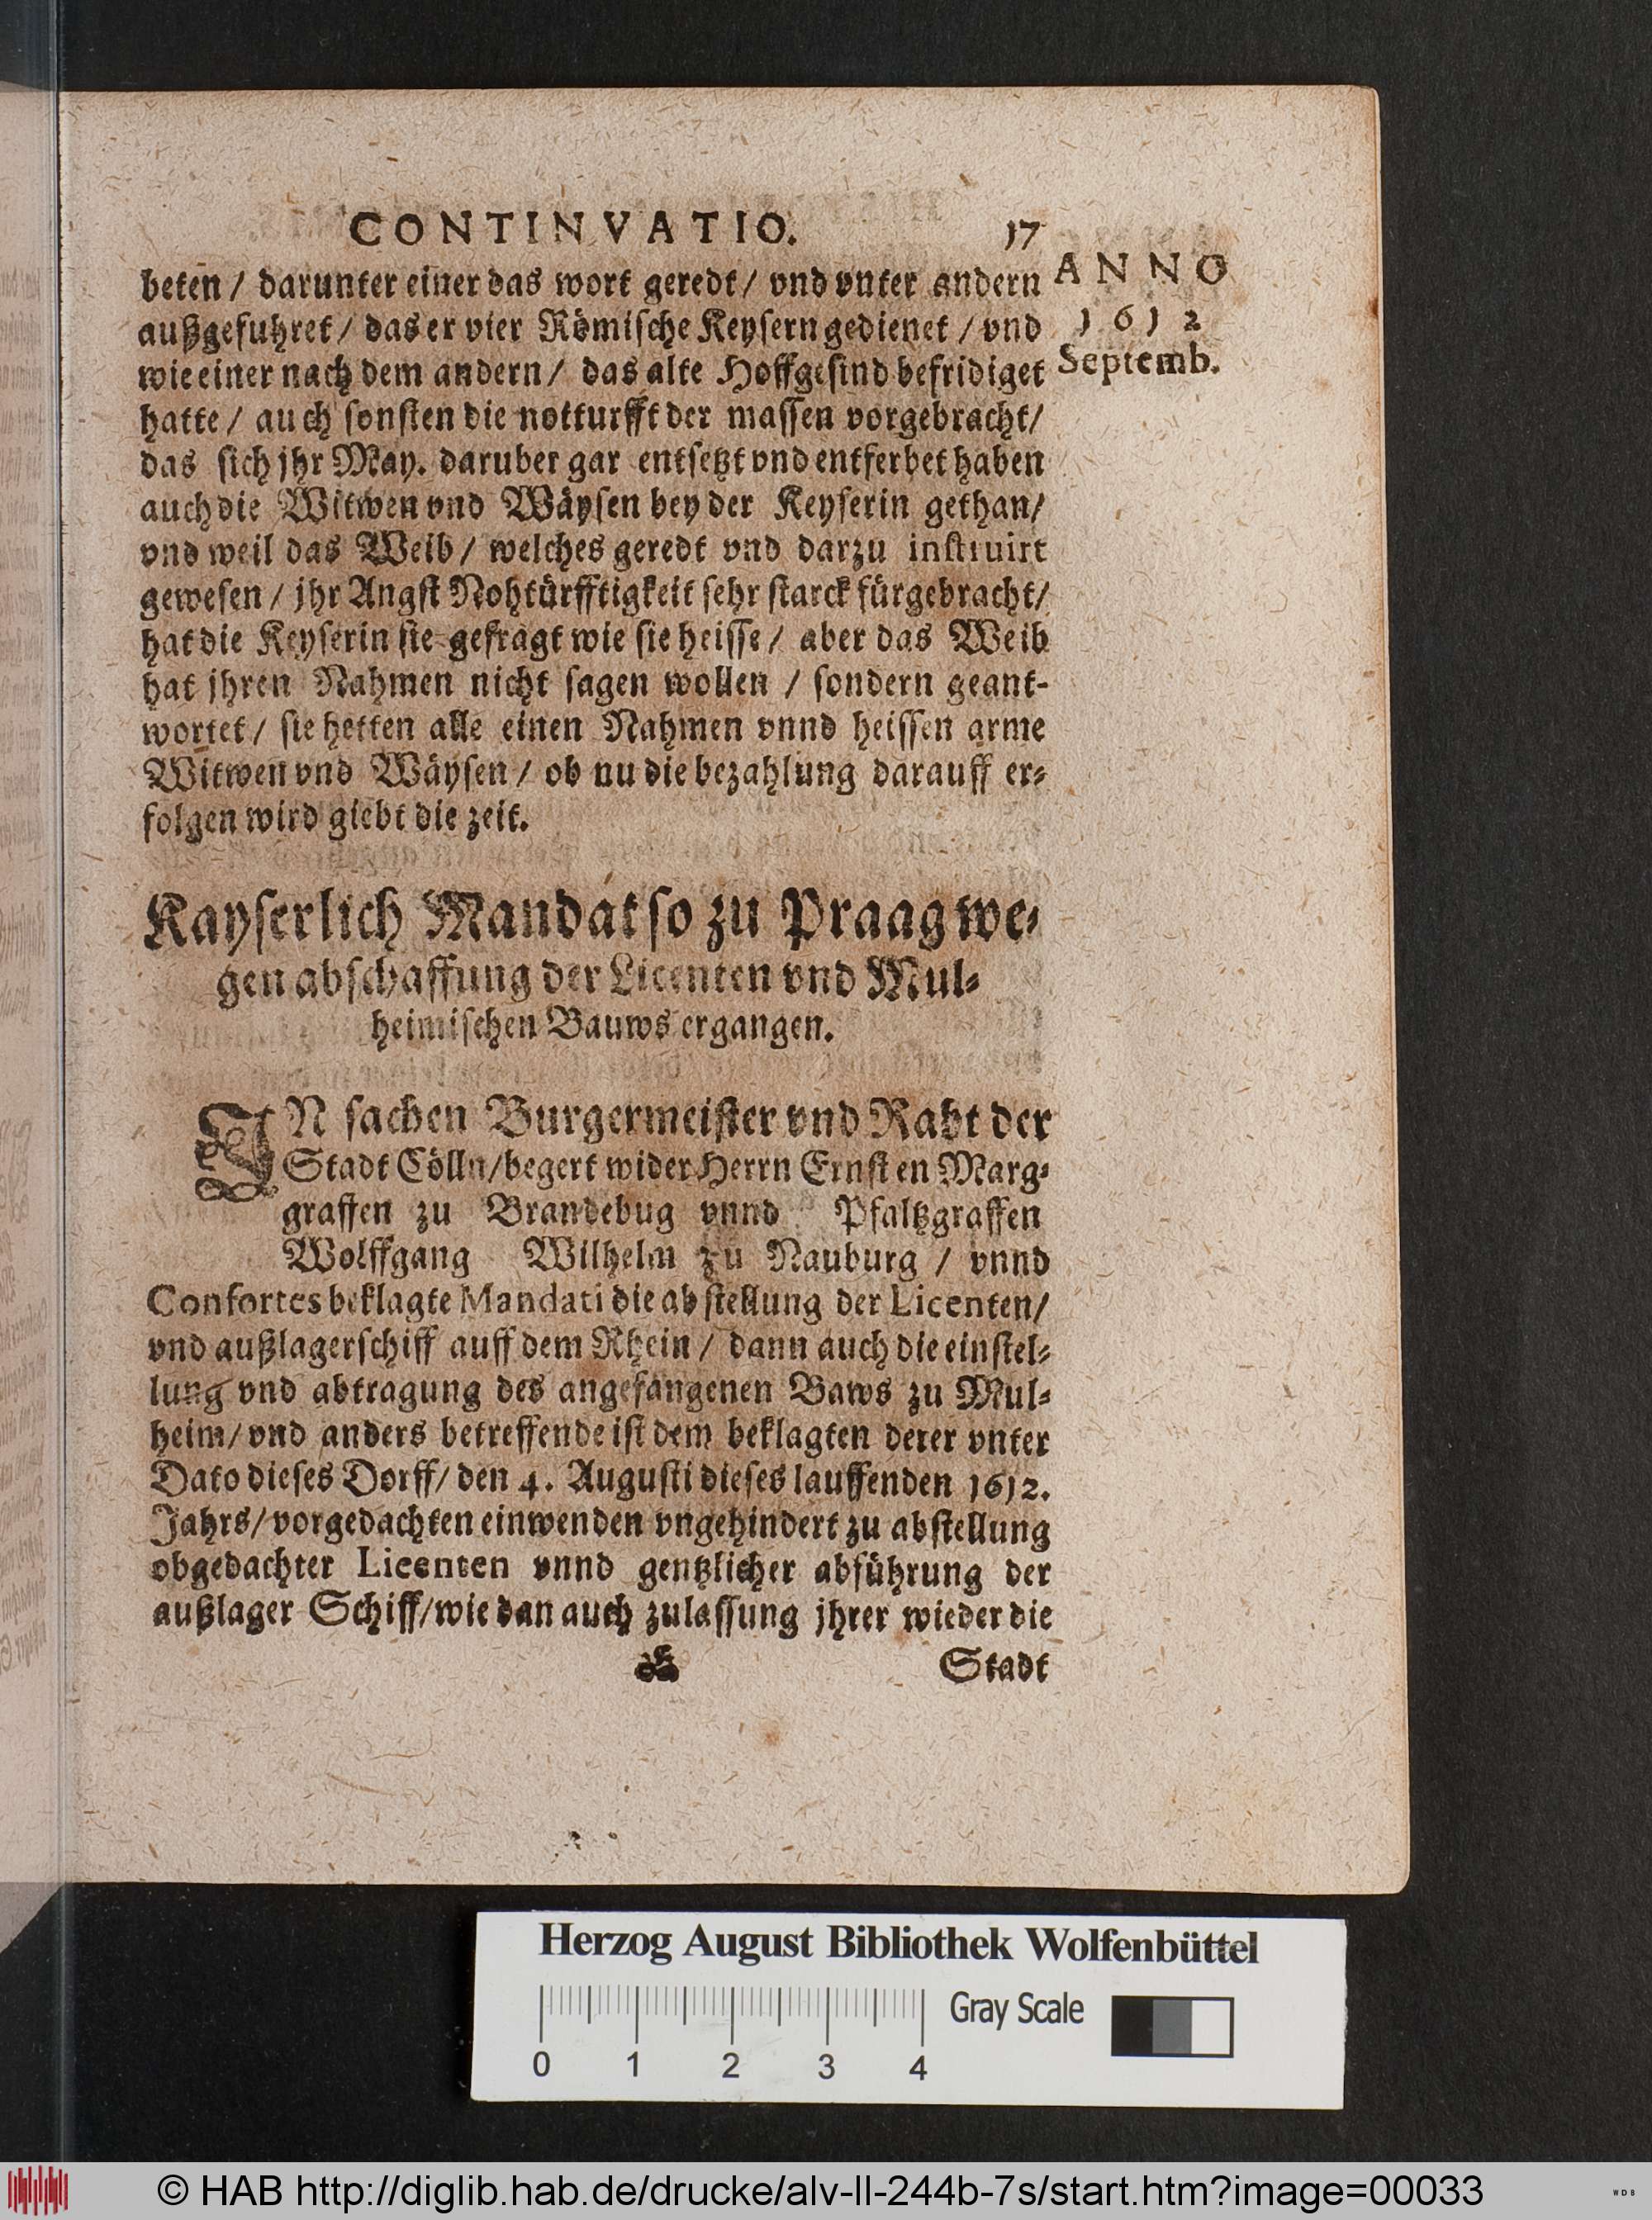 CONTINVATIO. 17
ANNO
1612
Septemb.
beten / darunter einer das wort geredt / vnd vnter andern
außgefuhret / das er vier Römische Keysern gedienet / vnd
wie einer nach dem andern / das alte Hoffgesind befridiget
hatte / auch sonsten die notturfft der massen vorgebracht /
das sich jhr May. daruber gar entsetzt vnd entferbet haben
auch die Witwen vnd Wäysen bey der Keyserin gethan /
vnd weil das Weib / welches geredt vnd darzu instruirt
gewesen / jhr Angst Nohtürfftigkeit sehr starck fürgebracht /
hat die Keyserin sie gefragt wie sie heisse / aber das Weib
hat jhren Nahmen nicht sagen wollen / sondern geant-
wortet / sie hetten alle einen Nahmen vnnd heissen arme
Witwen vnd Wäysen / ob nu die bezahlung darauff er-
folgen wird giebt die zeit.
Kayserlich Mandat so zu Praag we-
gen abschaffung der Licenten vnd Mul-
heimischen Bauws ergangen.
IN sachen Burgermeister vnd Raht der
Stadt Cölln / begert wider Herrn Ernsten Marg-
graffen zu Brandebug vnnd Pfaltzgraffen
Wolffgang Wilhelm zu Nauburg / vnnd
Confortes beklagte Mandati die abstellung der Licenten /
vnd außlagerschiff auff dem Rhein / dann auch die einstel-
lung vnd abtragung des angefangenen Baws zu Mul-
heim / vnd anders betreffende ist dem beklagten derer vnter
Dato dieses Dorff / den 4. Augusti dieses lauffenden 1612.
Jahrs / vorgedachten einwenden vngehindert zu abstellung
obgedachter Licenten vnnd gentzlicher abführung der
außlager Schiff / wie dan auch zulassung jhrer wieder die
Stadt
Herzog August Bibliothek Wolfenbüttel
Gray Scale
0 1 2 3 4
© HAB http://diglib.hab.de/drucke/alv-ll-244b-7s/start.htm?image=00033
WDB